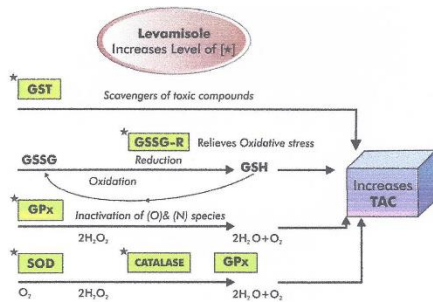 Levamisole
Increases Level of [★]
★ GST
Scavengers of toxic compounds
★ GSSG-R Relieves Oxidative stress
GSSG Reduction GSH
Oxidation
Increases
TAC
★ GPx
Inactivation of (O)& (N) species
2H₂O₂ 2H₂O+O₂
★ SOD ★ CATALASE GPx
O₂ 2H₂O₂ 2H₂O+O₂